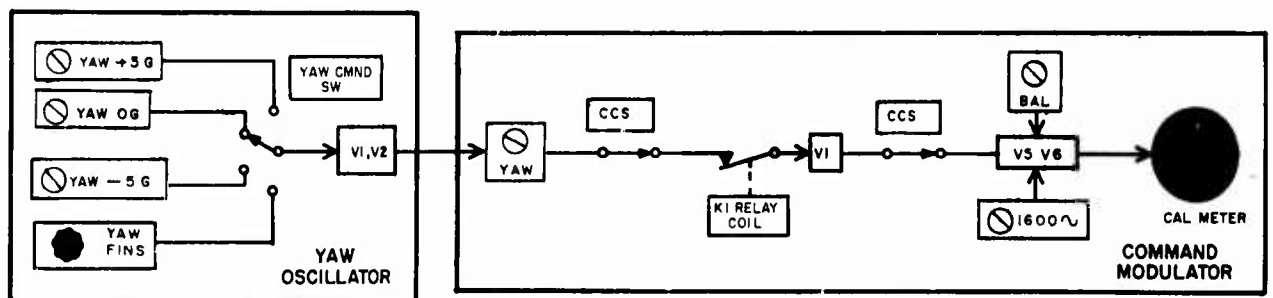 YAW +5 G
YAW CMND
SW
YAW 0G
V1, V2
YAW -5 G
YAW
FINS
YAW
OSCILLATOR
YAW
CCS
K1 RELAY
COIL
V1
CCS
BAL
V5 V6
1600~
CAL METER
COMMAND
MODULATOR